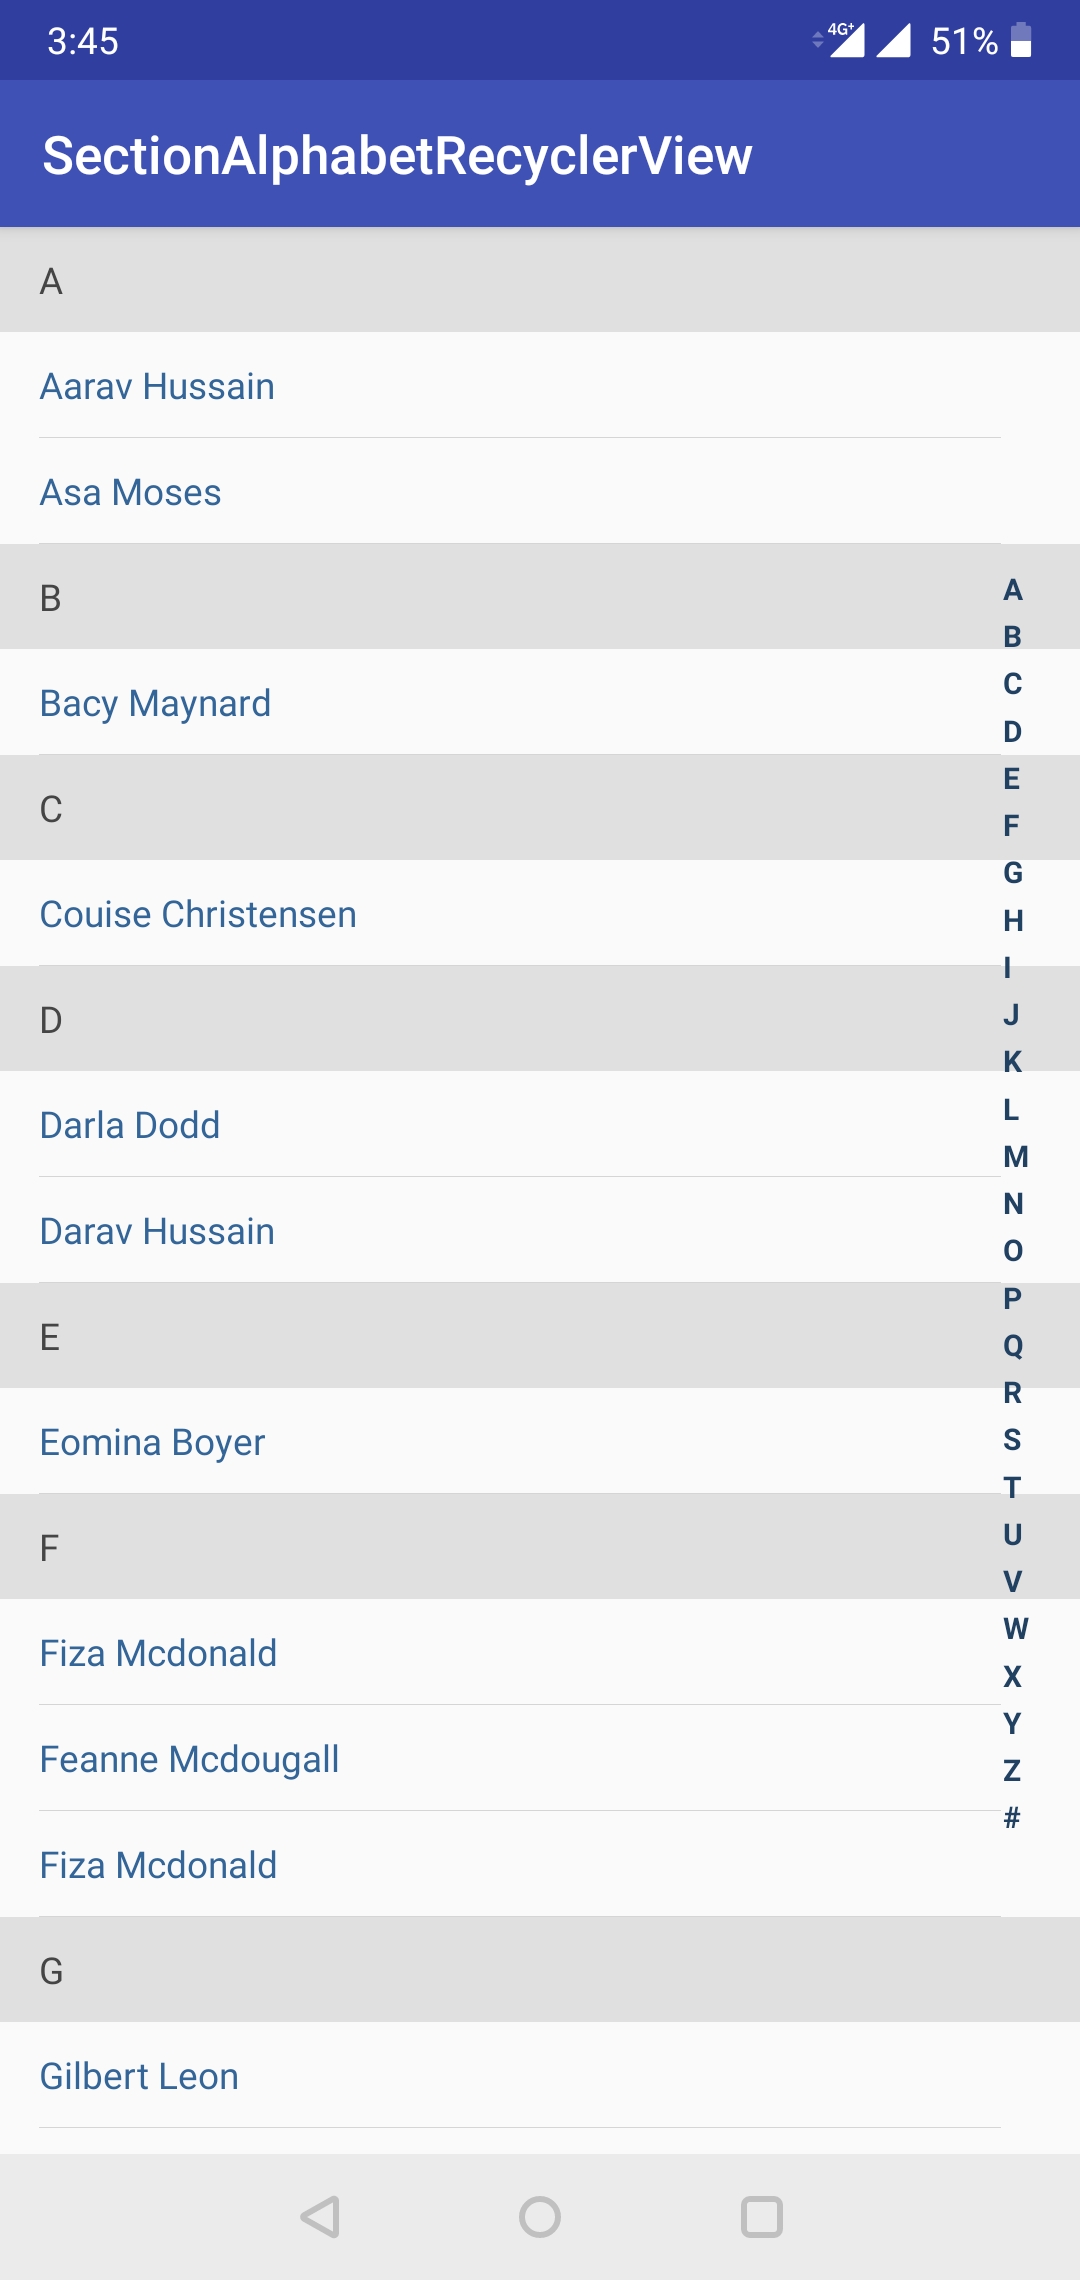 3:45
4G+ 51%
SectionAlphabetRecyclerView
A
Aarav Hussain
Asa Moses
B
Bacy Maynard
C
Couise Christensen
D
Darla Dodd
Darav Hussain
E
Eomina Boyer
F
Fiza Mcdonald
Feanne Mcdougall
Fiza Mcdonald
G
Gilbert Leon
A
B
C
D
E
F
G
H
I
J
K
L
M
N
O
P
Q
R
S
T
U
V
W
X
Y
Z
#